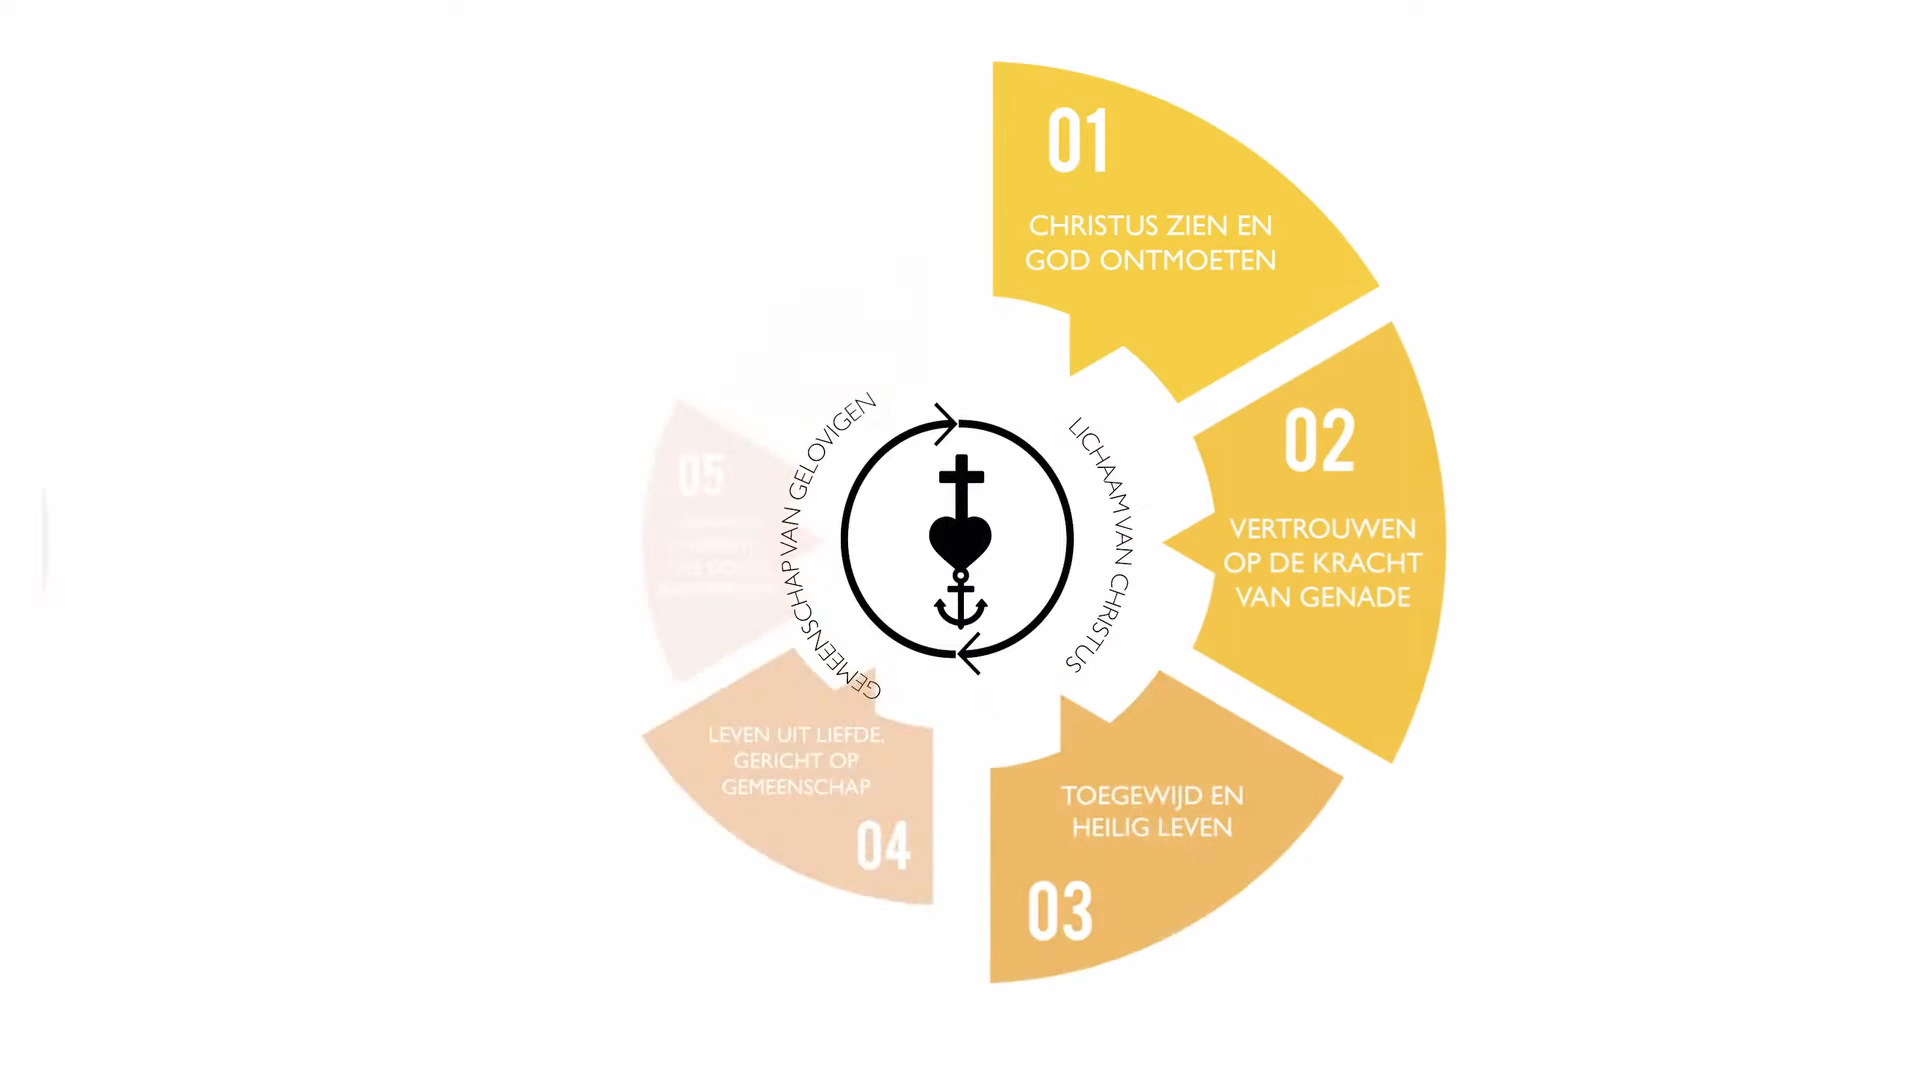 01
CHRISTUS ZIEN EN
GOD ONTMOETEN
02
VERTROUWEN
OP DE KRACHT
VAN GENADE
TOEGEWIJD EN
HEILIG LEVEN
03
LEVEN UIT LIEFDE,
GERICHT OP
GEMEENSCHAP
04
05
GEMEENSCHAP VAN GELOVIGEN
LICHAAM VAN CHRISTUS